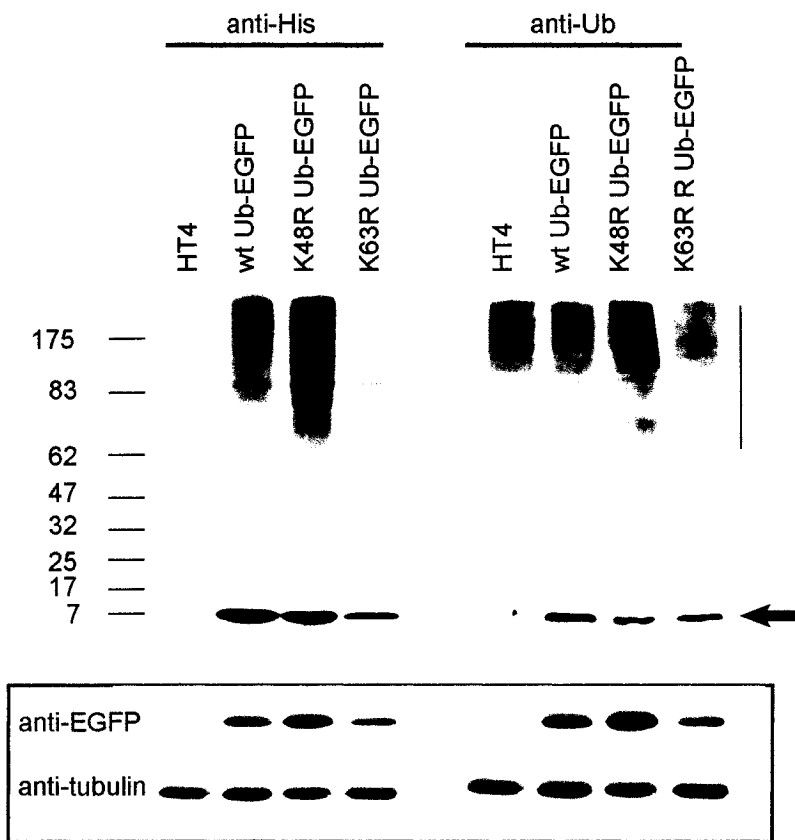 anti-His
anti-Ub
HT4
wt Ub-EGFP
K48R Ub-EGFP
K63R Ub-EGFP
HT4
wt Ub-EGFP
K48R Ub-EGFP
K63R R Ub-EGFP
175
83
62
47
32
25
17
7
anti-EGFP
anti-tubulin